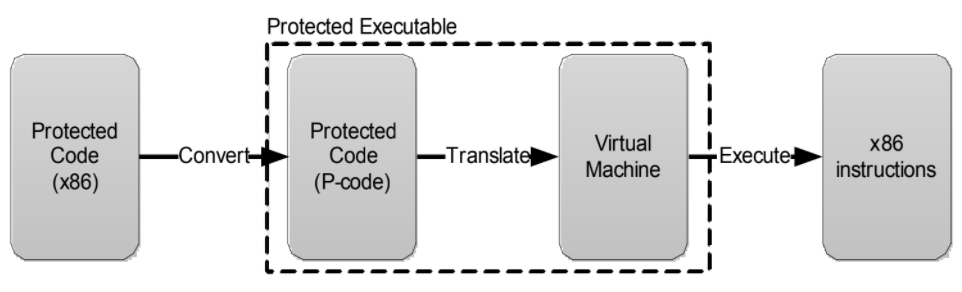 Protected Executable
Protected
Code
(x86)
Convert
Protected
Code
(P-code)
Translate
Virtual
Machine
Execute
x86
instructions